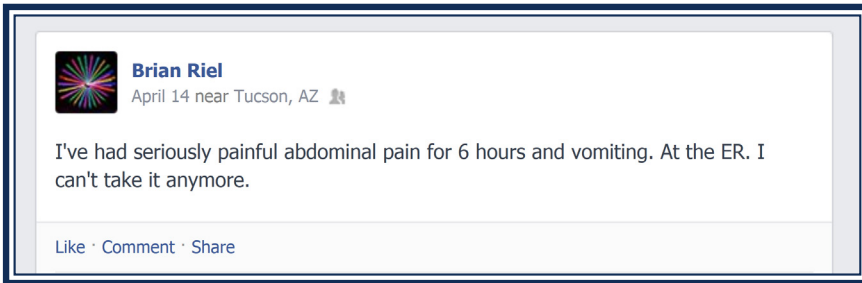 Brian Riel
April 14 near Tucson, AZ
I've had seriously painful abdominal pain for 6 hours and vomiting. At the ER. I
can't take it anymore.
Like · Comment · Share